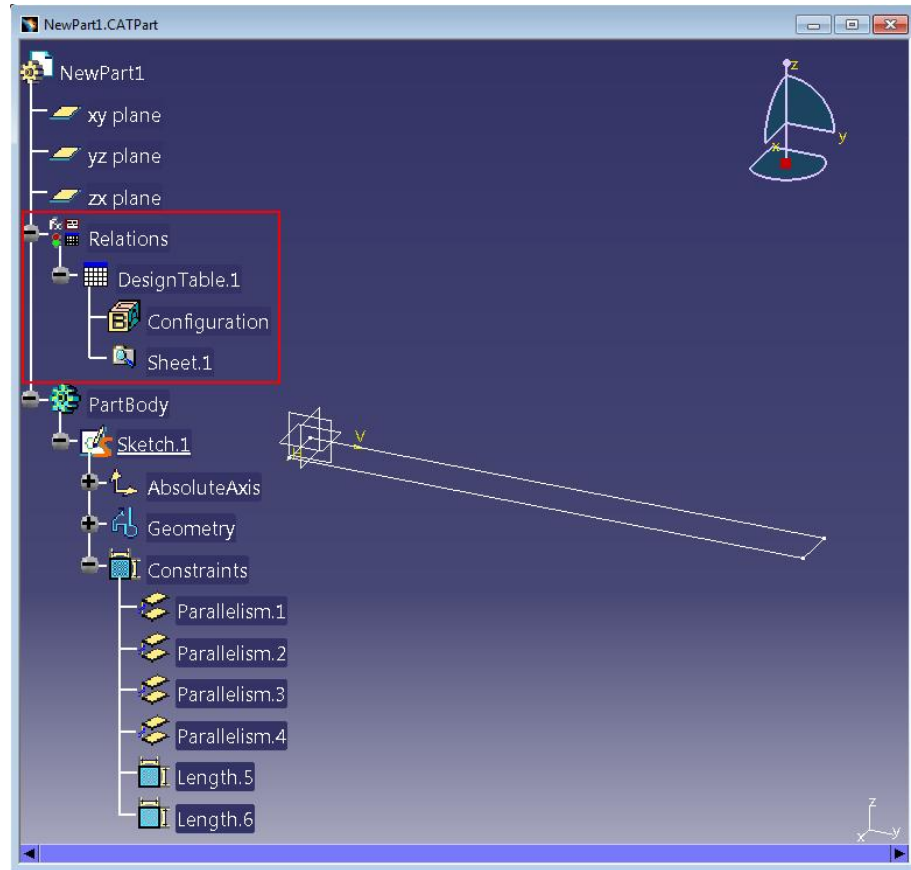 NewPart1.CATPart
NewPart1
z
xy plane
y
x
yz plane
zx plane
Relations
DesignTable.1
Configuration
Sheet.1
PartBody
V
H
Sketch.1
AbsoluteAxis
Geometry
Constraints
Parallelism.1
Parallelism.2
Parallelism.3
Parallelism.4
Length.5
Length.6
z
x
y